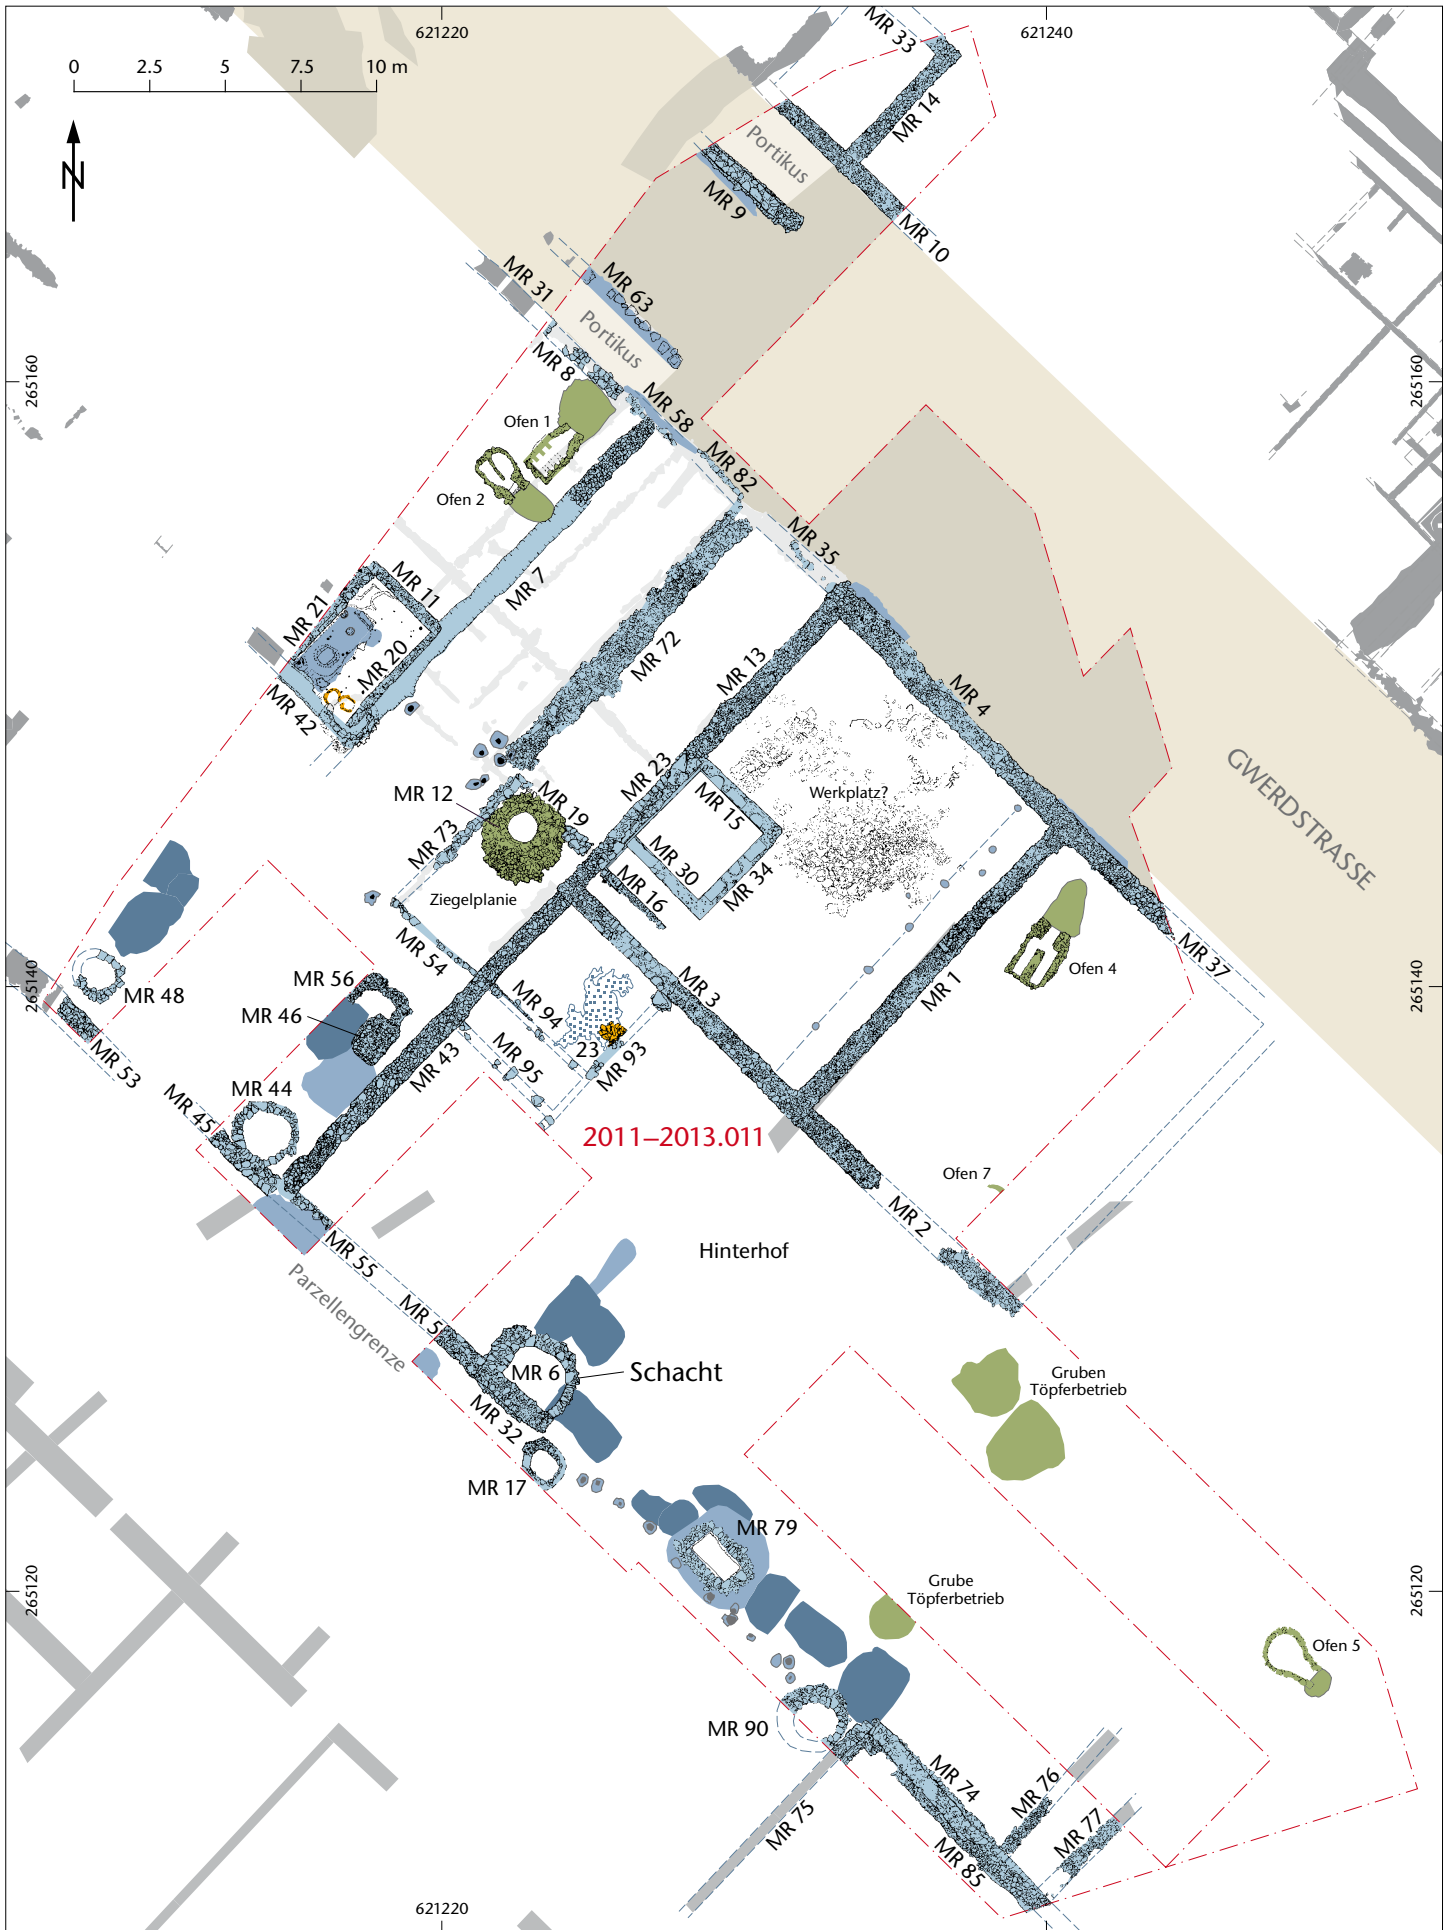 621220
621240
0 2.5 5 7.5 10 m
N
MR 33
MR 14
Portikus
MR 9
MR 10
MR 31
MR 63
Portikus
MR 8
265160
265160
Ofen 1
MR 58
MR 82
Ofen 2
MR 35
MR 11
MR 7
MR 21
MR 20
MR 72
MR 13
MR 42
MR 4
GWERDSTRASSE
MR 23
MR 12
MR 19
MR 15
Werkplatz?
MR 73
MR 30
MR 34
MR 16
Ziegelplanie
MR 54
MR 37
Ofen 4
265140
265140
MR 48
MR 56
MR 46
MR 3
MR 1
MR 94
23
MR 93
MR 95
MR 43
MR 53
MR 44
MR 45
2011–2013.011
Ofen 7
MR 2
Hinterhof
MR 55
Parzellengrenze
MR 5
MR 6
Schacht
Gruben
Töpferbetrieb
MR 32
MR 17
MR 79
265120
265120
Grube
Töpferbetrieb
Ofen 5
MR 90
MR 74
MR 76
MR 75
MR 77
MR 85
621220